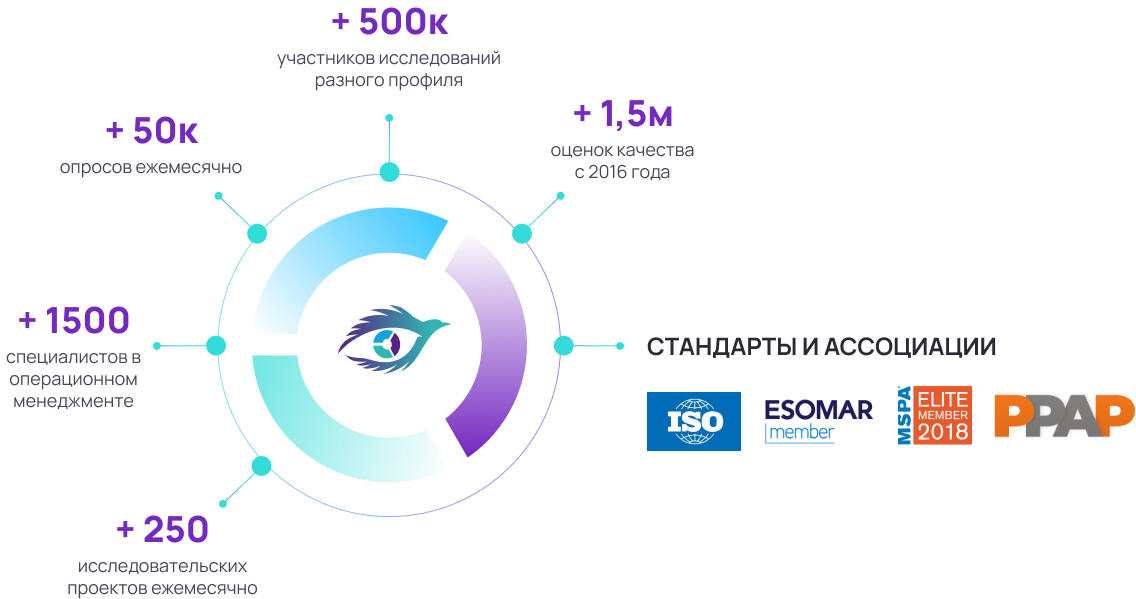 + 500к
участников исследований
разного профиля
+ 1,5м
оценок качества
с 2016 года
+ 50к
опросов ежемесячно
+ 1500
специалистов в
операционном
менеджменте
+ 250
исследовательских
проектов ежемесячно
СТАНДАРТЫ И АССОЦИАЦИИ
ISO
ESOMAR
member
MSPA
ELITE
MEMBER
2018
PPAP